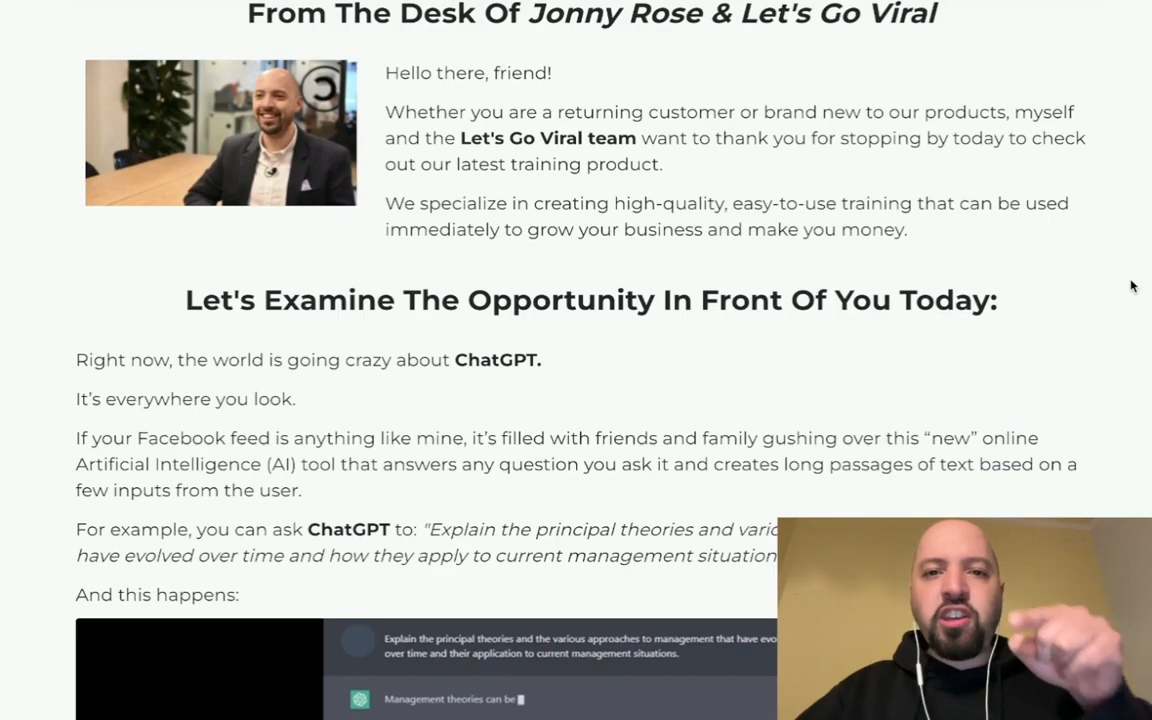 From The Desk Of Jonny Rose & Let's Go Viral
Hello there, friend!
Whether you are a returning customer or brand new to our products, myself
and the Let's Go Viral team want to thank you for stopping by today to check
out our latest training product.
We specialize in creating high-quality, easy-to-use training that can be used
immediately to grow your business and make you money.
Let's Examine The Opportunity In Front Of You Today:
Right now, the world is going crazy about ChatGPT.
It’s everywhere you look.
If your Facebook feed is anything like mine, it’s filled with friends and family gushing over this “new” online
Artificial Intelligence (AI) tool that answers any question you ask it and creates long passages of text based on a
few inputs from the user.
For example, you can ask ChatGPT to: "Explain the principal theories and
have evolved over time and how they apply to current management situation
And this happens:
Explain the principal theories and the various approaches to management that have
over time and their application to current management situations.
Management theories can be